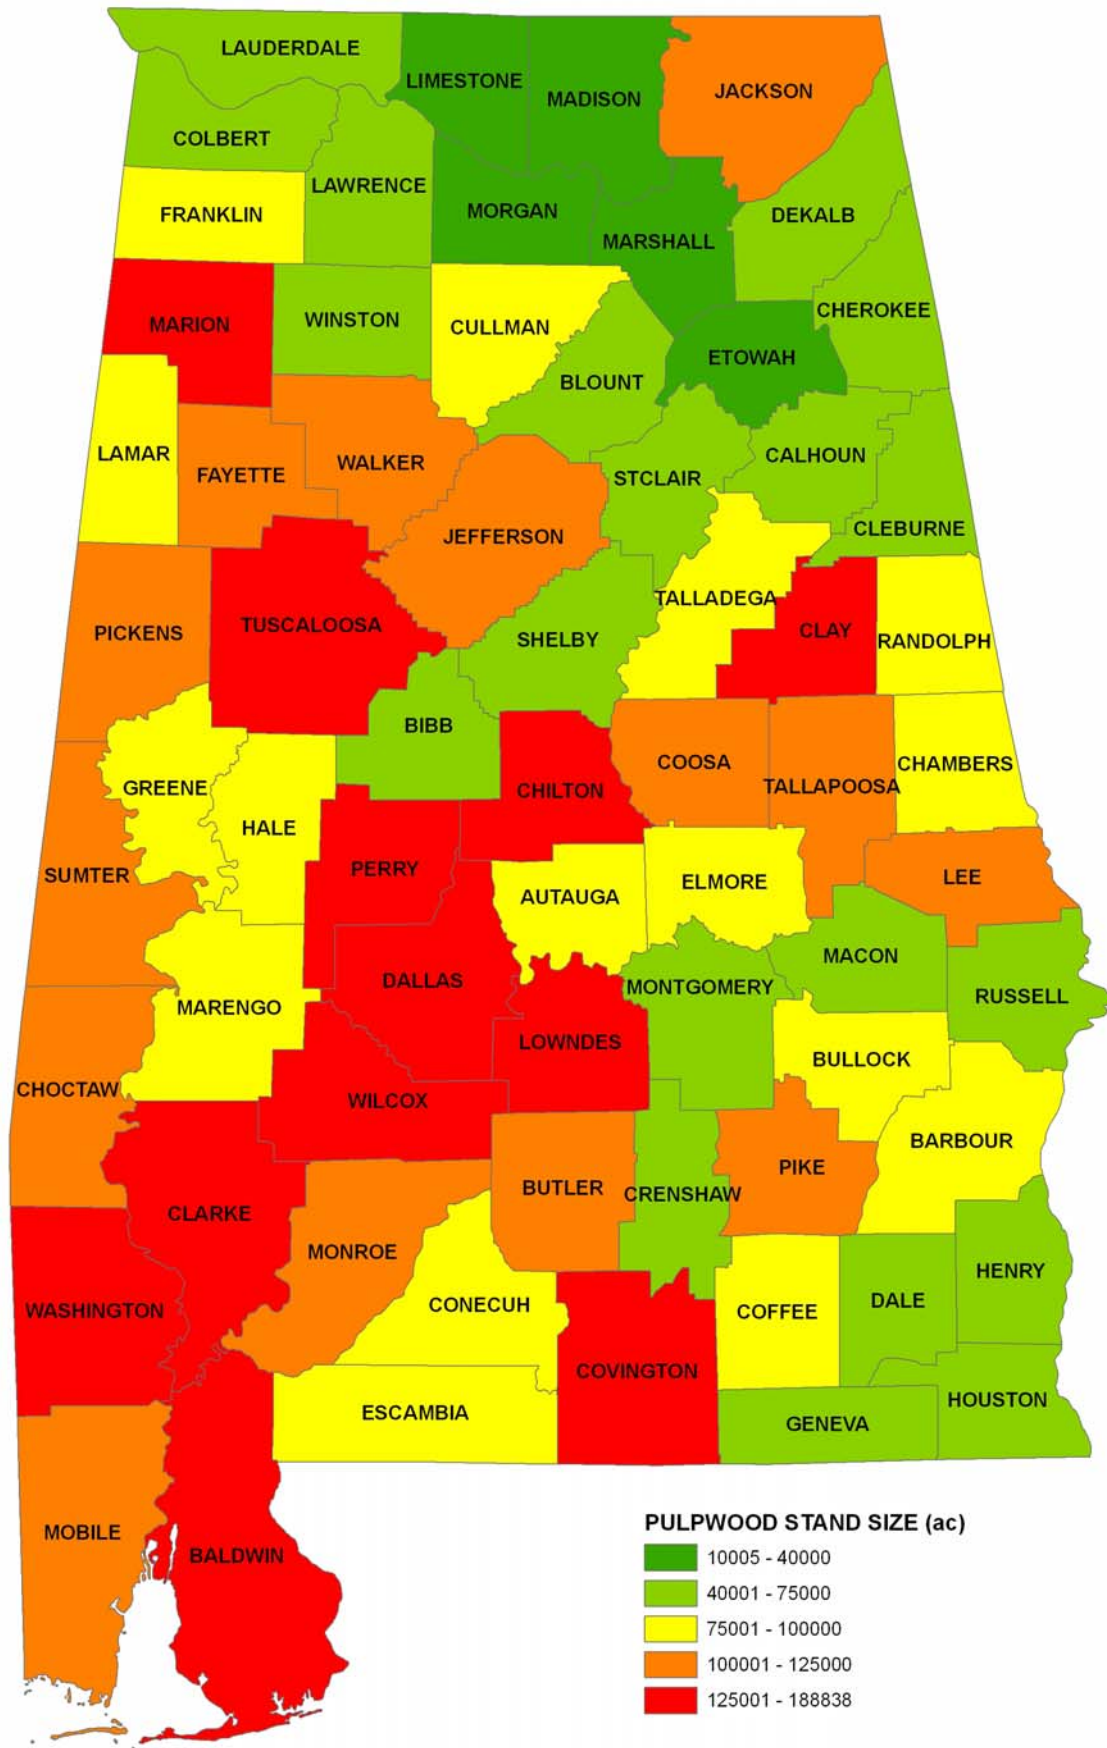 LAUDERDALE
LIMESTONE
MADISON
JACKSON
COLBERT
LAWRENCE
FRANKLIN
MORGAN
MARSHALL
DEKALB
CHEROKEE
MARION
WINSTON
CULLMAN
ETOWAH
BLOUNT
LAMAR
FAYETTE
WALKER
STCLAIR
CALHOUN
JEFFERSON
CLEBURNE
PICKENS
TUSCALOOSA
SHELBY
TALLADEGA
CLAY
RANDOLPH
BIBB
GREENE
HALE
CHILTON
COOSA
TALLAPOOSA
CHAMBERS
SUMTER
PERRY
AUTAUGA
ELMORE
LEE
MARENGO
DALLAS
LOWNDES
MONTGOMERY
MACON
RUSSELL
CHOCTAW
WILCOX
BULLOCK
BARBOUR
CLARKE
MONROE
BUTLER
CRENSHAW
PIKE
WASHINGTON
CONECUH
COVINGTON
COFFEE
DALE
HENRY
ESCAMBIA
GENEVA
HOUSTON
MOBILE
BALDWIN
PULPWOOD STAND SIZE (ac)
10005 - 40000
40001 - 75000
75001 - 100000
100001 - 125000
125001 - 188838